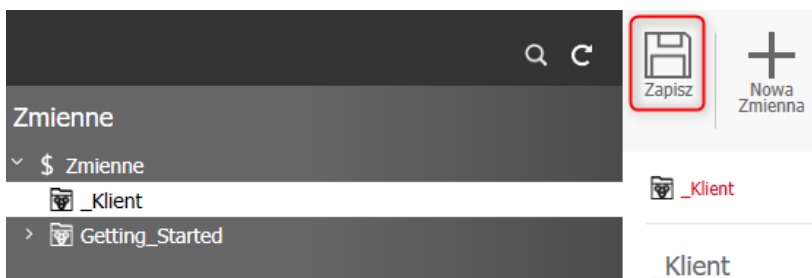 Zmienne
$ Zmienne
_Klient
Getting_Started
Zapisz
Nowa
Zmienna
_Klient
Klient